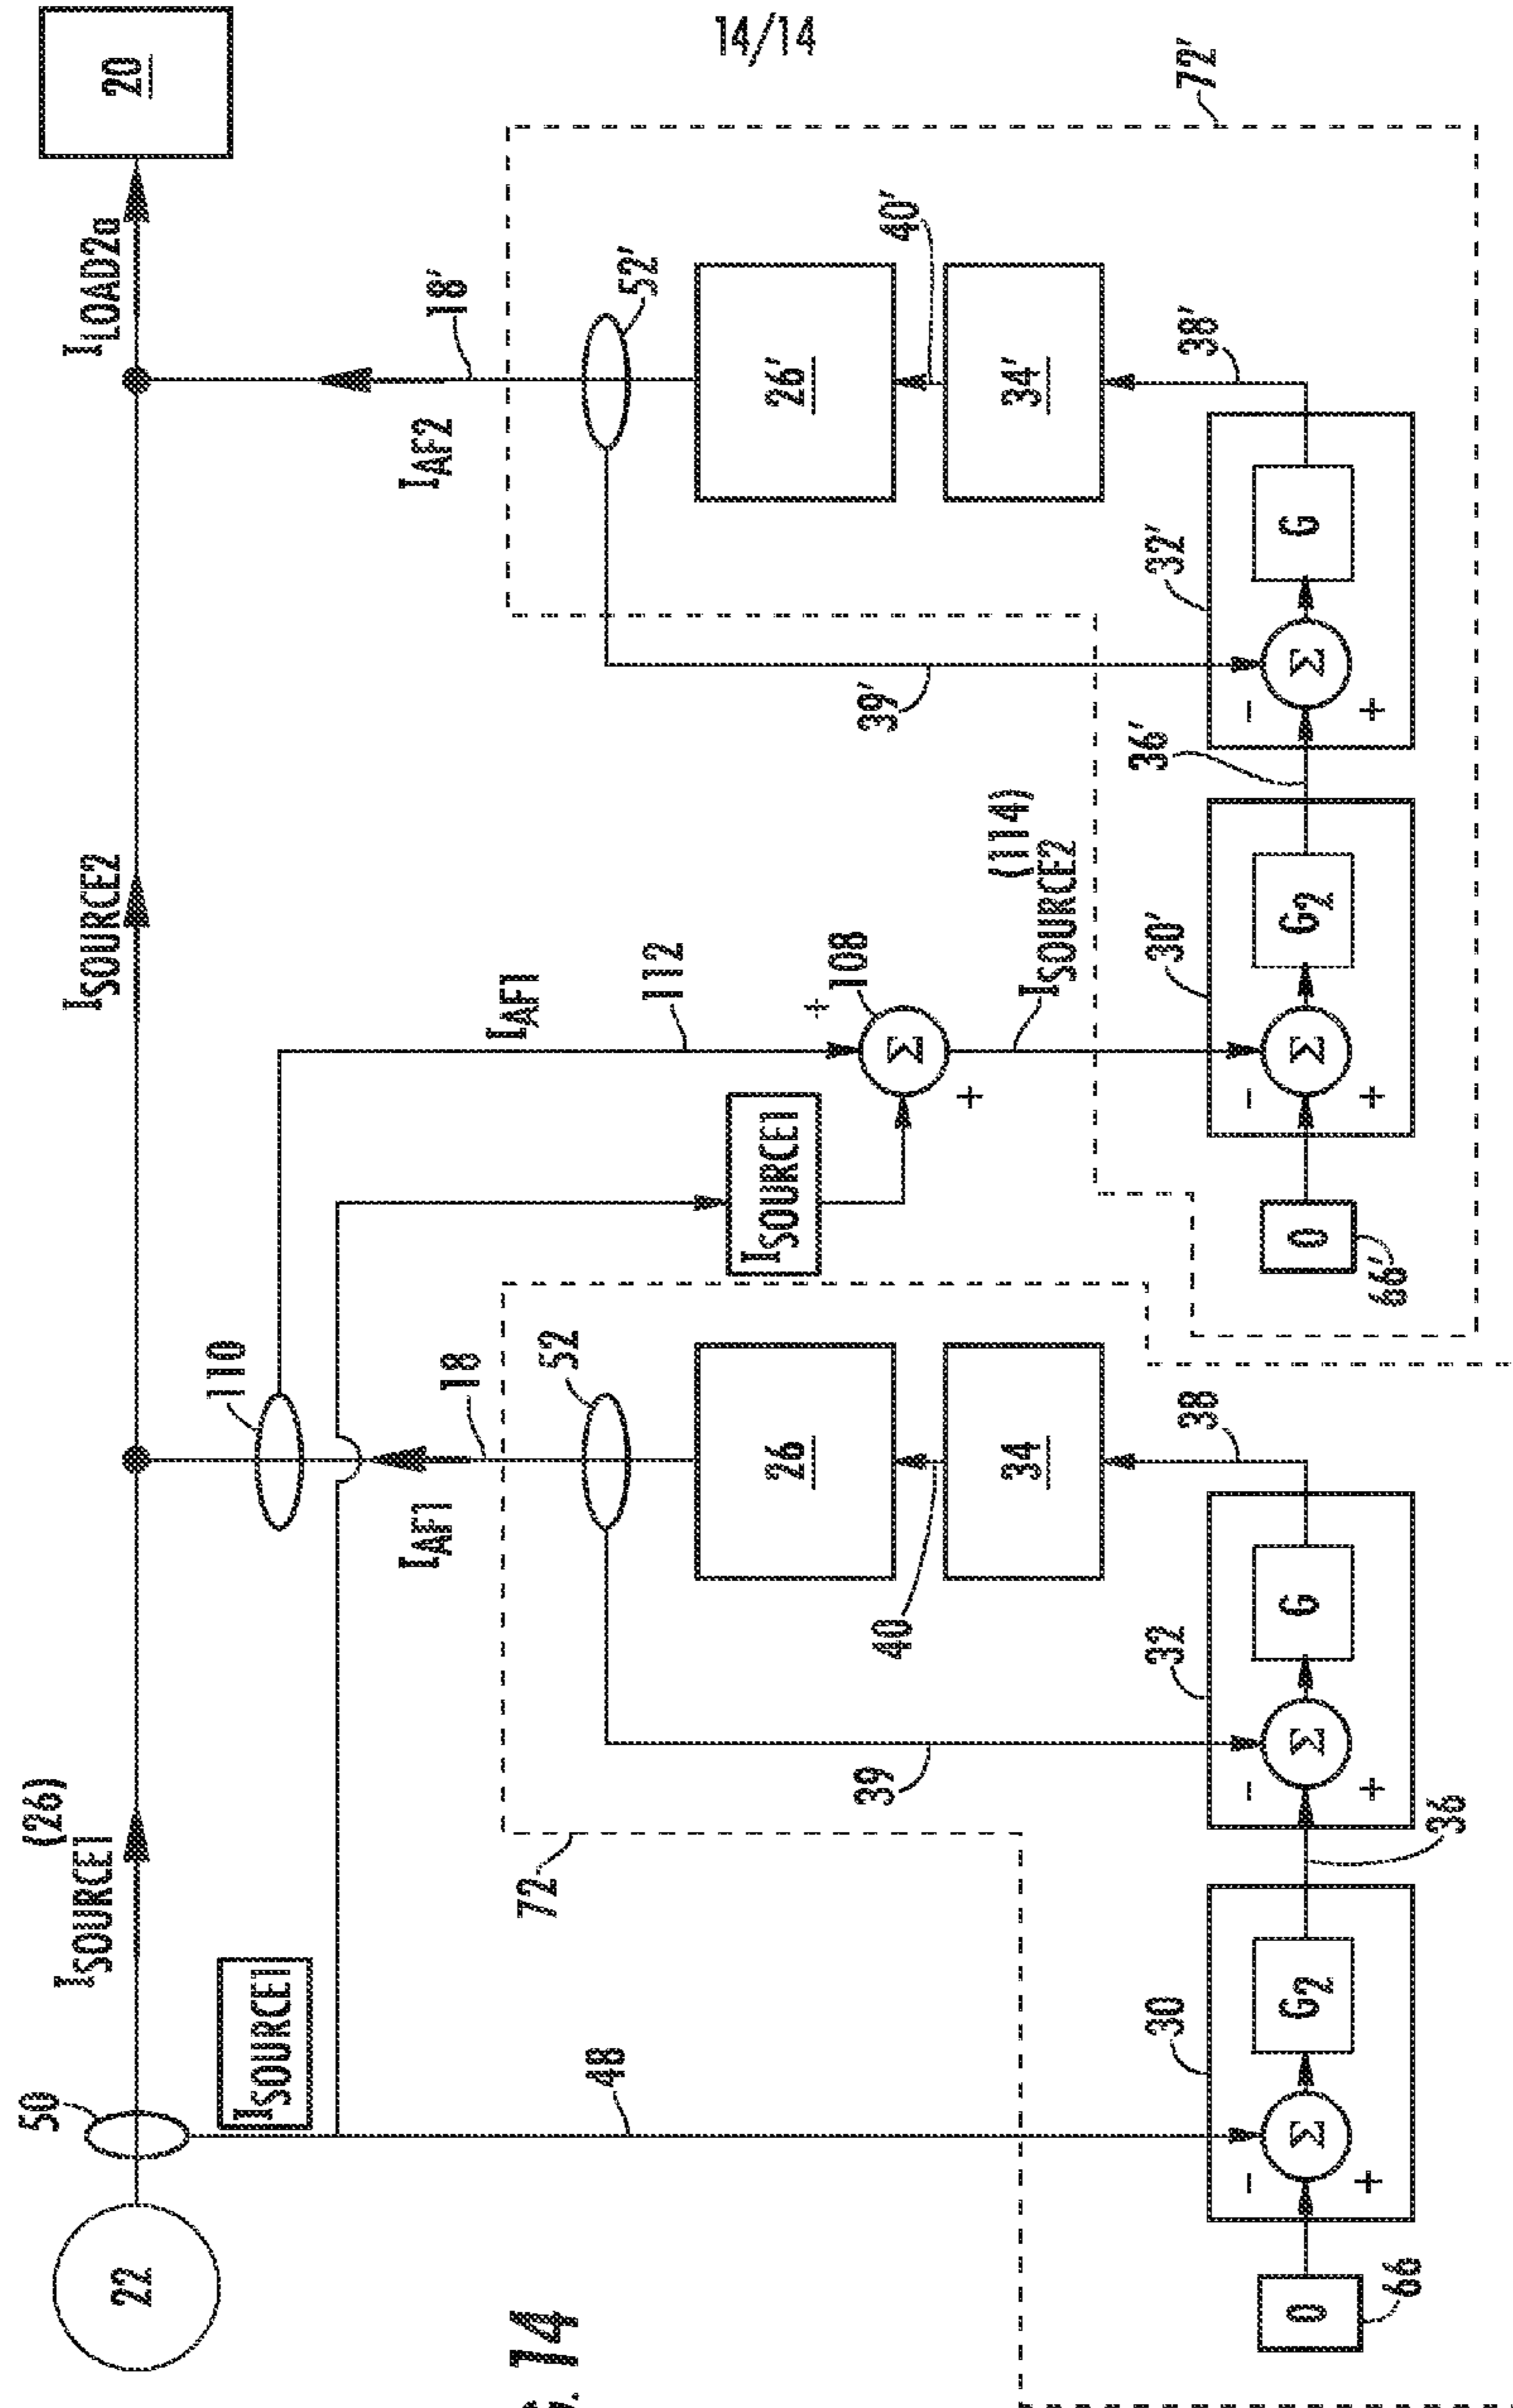 14/14
22
50
ISOURCE1
(26)
ISOURCE1
ISOURCE2
ILOAD2a
20
110
IAF1
18
IAF1
112
ISOURCE1
108
+
+
Σ
(114)
ISOURCE2
IAF2
18'
72
48
52
39
26
40
34
38
72'
52'
39'
26'
40'
34'
38'
30
-
+
Σ
G2
36
32
-
+
Σ
G
0
66
30'
-
+
Σ
G2
36'
32'
-
+
Σ
G
0
66'
14